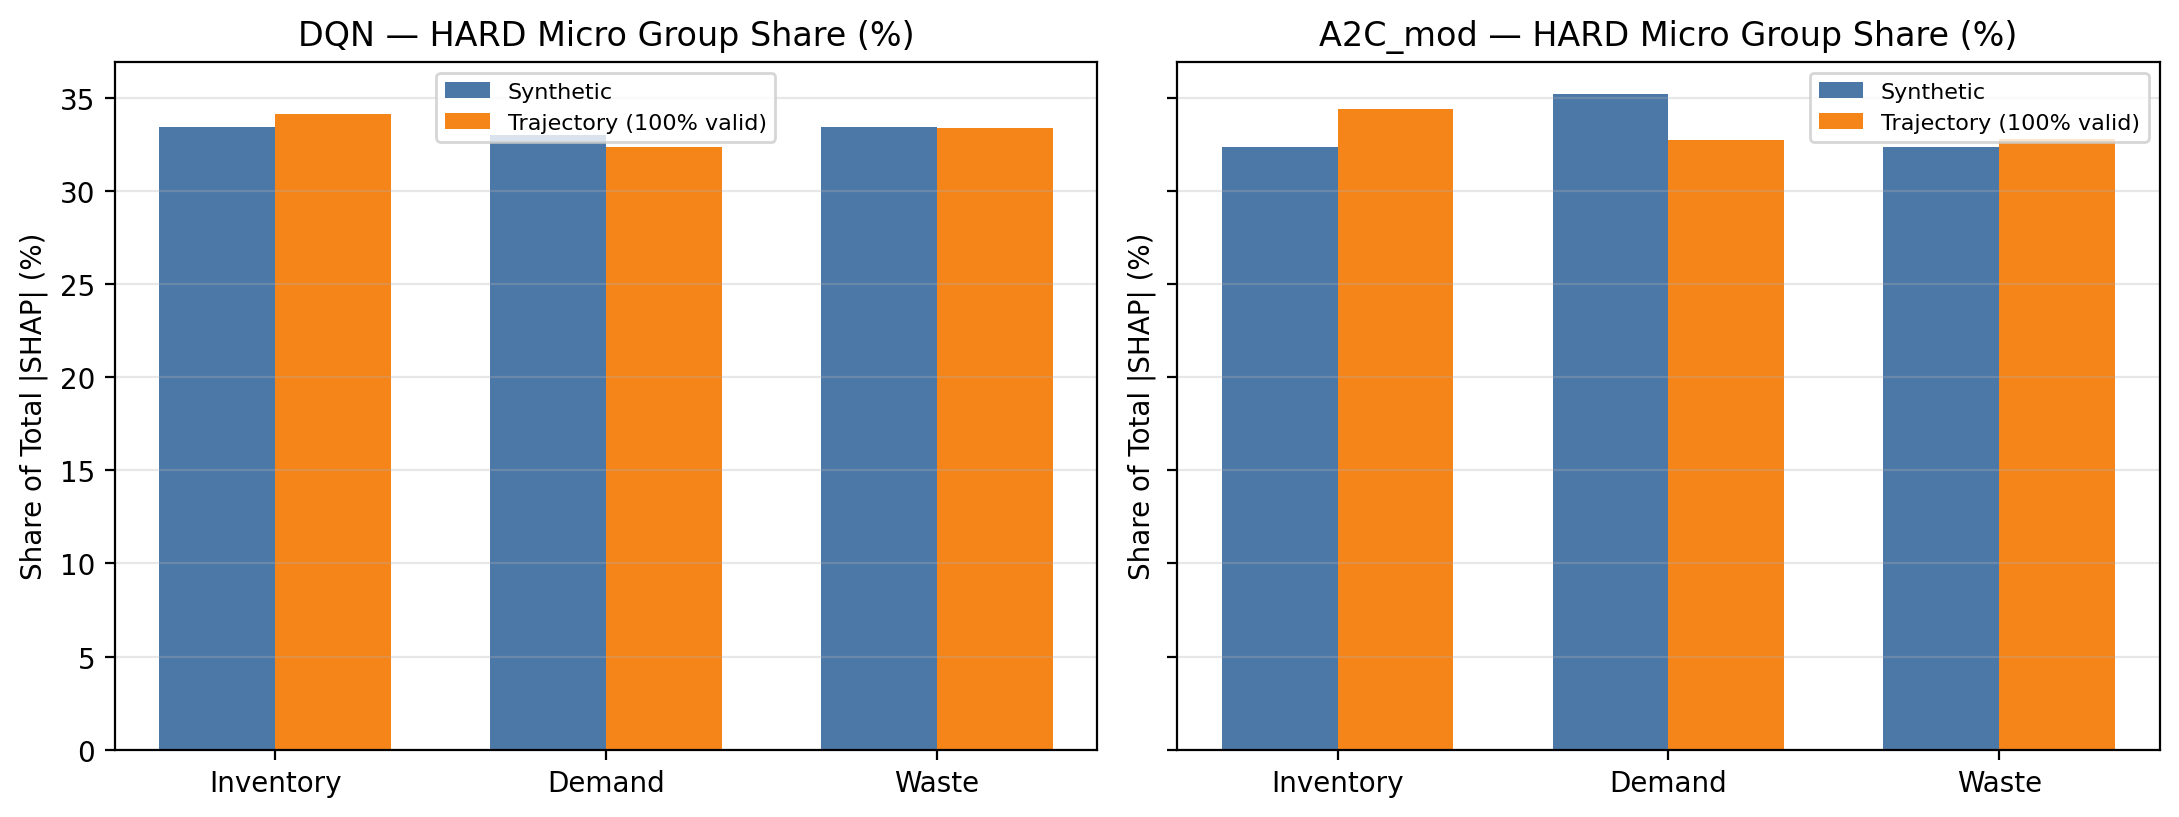 DQN — HARD Micro Group Share (%)
Synthetic
Trajectory (100% valid)
Share of Total |SHAP| (%)
35
30
25
20
15
10
5
0
Inventory
Demand
Waste
A2C_mod — HARD Micro Group Share (%)
Synthetic
Trajectory (100% valid)
Share of Total |SHAP| (%)
Inventory
Demand
Waste